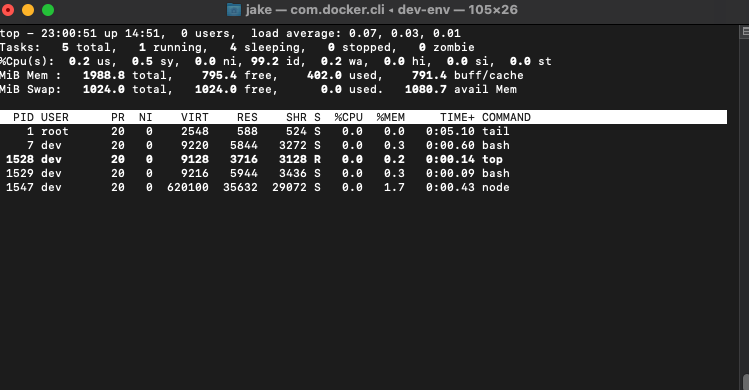 jake — com.docker.cli ◂ dev-env — 105×26
top - 23:00:51 up 14:51,  0 users,  load average: 0.07, 0.03, 0.01
Tasks:   5 total,   1 running,   4 sleeping,   0 stopped,   0 zombie
%Cpu(s):  0.2 us,  0.5 sy,  0.0 ni, 99.2 id,  0.2 wa,  0.0 hi,  0.0 si,  0.0 st
MiB Mem :   1988.8 total,    795.4 free,    402.0 used,    791.4 buff/cache
MiB Swap:   1024.0 total,   1024.0 free,      0.0 used.   1080.7 avail Mem
PID USER      PR  NI    VIRT    RES    SHR S  %CPU  %MEM     TIME+ COMMAND
1 root      20   0    2548    588    524 S   0.0   0.0   0:05.10 tail
7 dev       20   0    9220   5844   3272 S   0.0   0.3   0:00.60 bash
1528 dev       20   0    9128   3716   3128 R   0.0   0.2   0:00.14 top
1529 dev       20   0    9216   5944   3436 S   0.0   0.3   0:00.09 bash
1547 dev       20   0  620100  35632  29072 S   0.0   1.7   0:00.43 node